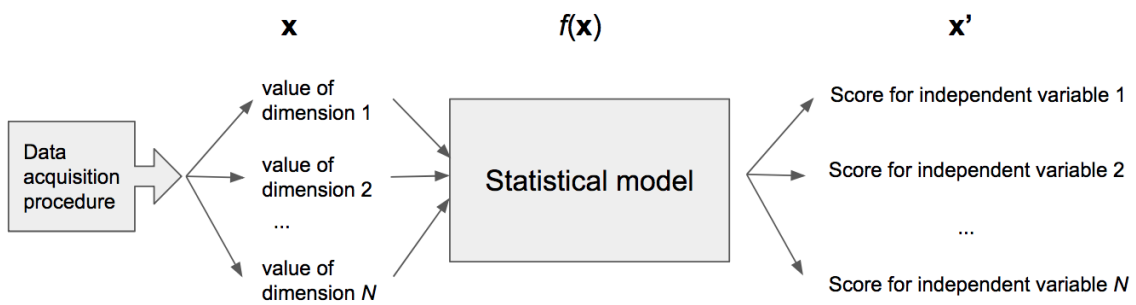 x
f(x)
x’
Data
acquisition
procedure
value of
dimension 1
value of
dimension 2
...
value of
dimension N
Statistical model
Score for independent variable 1
Score for independent variable 2
...
Score for independent variable N